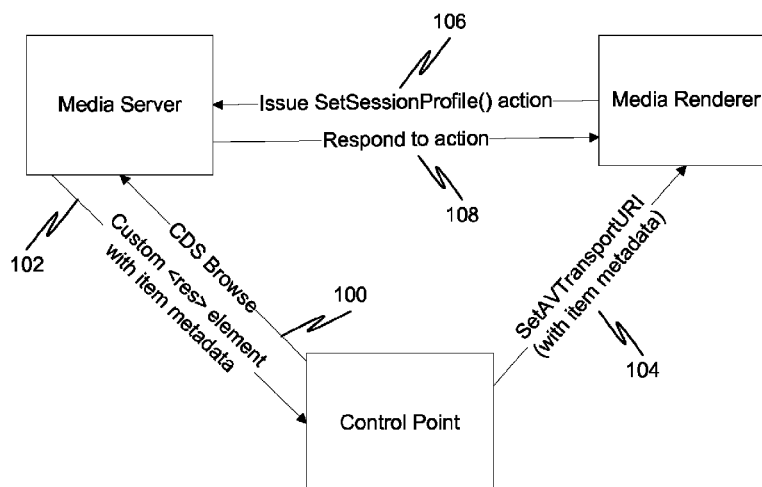 106
Media Server
Issue SetSessionProfile() action
Media Renderer
Respond to action
108
102
CDS Browse
Custom <res> element
with item metadata
100
SetAVTransportURI
(with item metadata)
104
Control Point